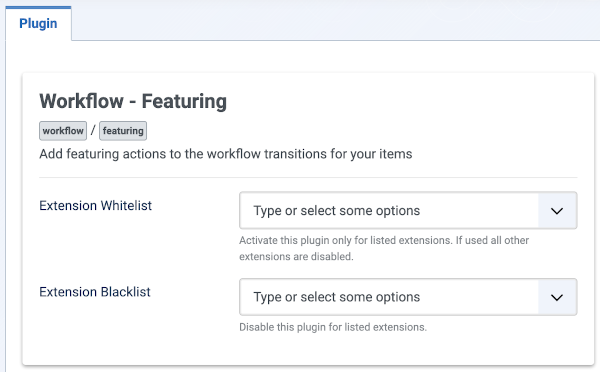 Plugin
Workflow - Featuring
workflow / featuring
Add featuring actions to the workflow transitions for your items
Extension Whitelist
Type or select some options
Activate this plugin only for listed extensions. If used all other
extensions are disabled.
Extension Blacklist
Type or select some options
Disable this plugin for listed extensions.